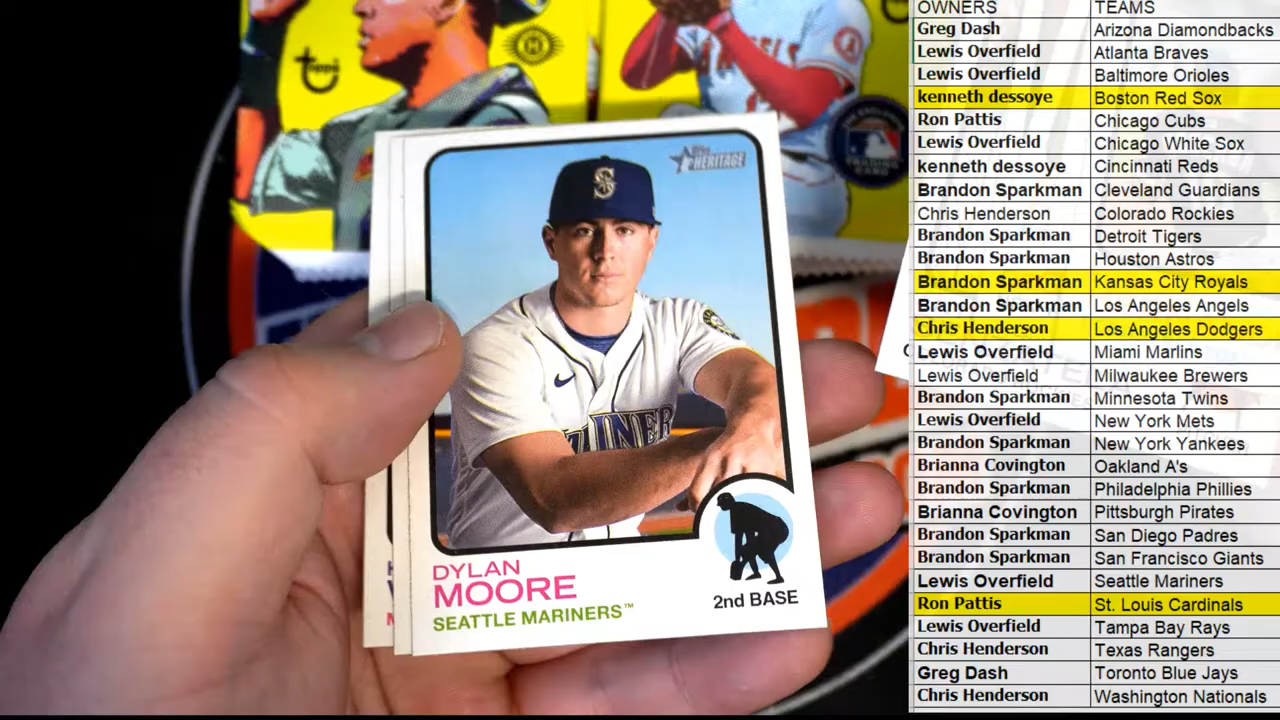 topps
ANGELS
Topps
HERITAGE
DYLAN
MOORE
SEATTLE MARINERS™
2nd BASE
OWNERS TEAMS
Greg Dash Arizona Diamondbacks
Lewis Overfield Atlanta Braves
Lewis Overfield Baltimore Orioles
kenneth dessoye Boston Red Sox
Ron Pattis Chicago Cubs
Lewis Overfield Chicago White Sox
kenneth dessoye Cincinnati Reds
Brandon Sparkman Cleveland Guardians
Chris Henderson Colorado Rockies
Brandon Sparkman Detroit Tigers
Brandon Sparkman Houston Astros
Brandon Sparkman Kansas City Royals
Brandon Sparkman Los Angeles Angels
Chris Henderson Los Angeles Dodgers
Lewis Overfield Miami Marlins
Lewis Overfield Milwaukee Brewers
Brandon Sparkman Minnesota Twins
Lewis Overfield New York Mets
Brandon Sparkman New York Yankees
Brianna Covington Oakland A's
Brandon Sparkman Philadelphia Phillies
Brianna Covington Pittsburgh Pirates
Brandon Sparkman San Diego Padres
Brandon Sparkman San Francisco Giants
Lewis Overfield Seattle Mariners
Ron Pattis St. Louis Cardinals
Lewis Overfield Tampa Bay Rays
Chris Henderson Texas Rangers
Greg Dash Toronto Blue Jays
Chris Henderson Washington Nationals